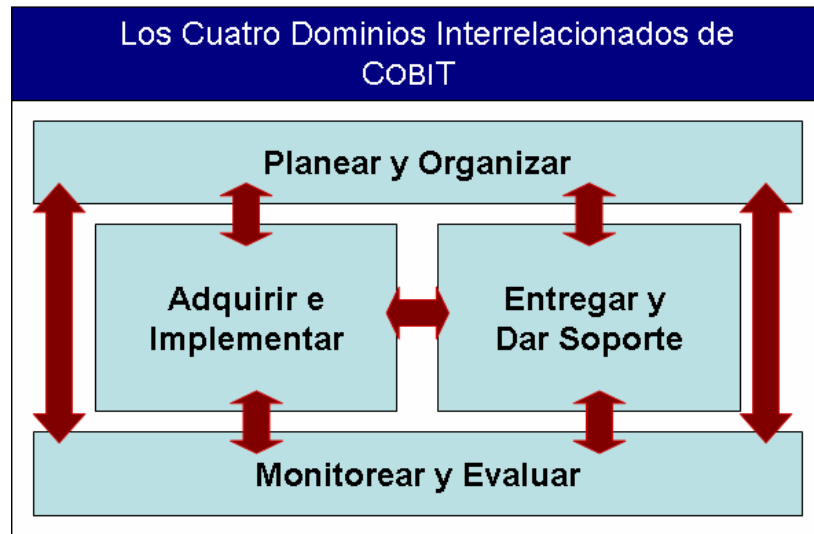 Los Cuatro Dominios Interrelacionados de
COBIT
Planear y Organizar
Adquirir e
Implementar
Entregar y
Dar Soporte
Monitorear y Evaluar